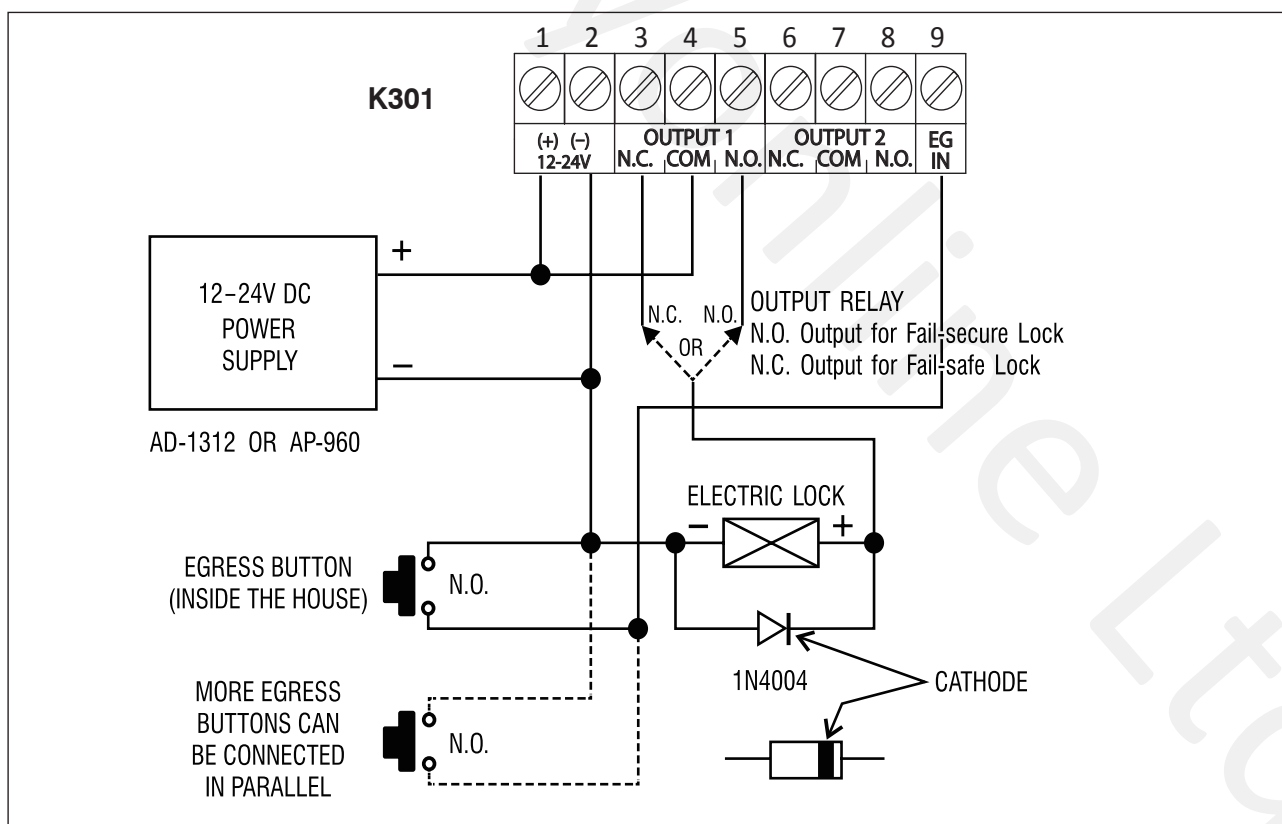 1 2 3 4 5 6 7 8 9
K301
(+) (−) OUTPUT 1 OUTPUT 2 EG
12-24V N.C. COM N.O. N.C. COM N.O. IN
+
12–24V DC
POWER
SUPPLY
−
AD-1312 OR AP-960
N.C. N.O.
OR
OUTPUT RELAY
N.O. Output for Fail-secure Lock
N.C. Output for Fail-safe Lock
ELECTRIC LOCK
− +
EGRESS BUTTON
(INSIDE THE HOUSE)
N.O.
1N4004
CATHODE
MORE EGRESS
BUTTONS CAN
BE CONNECTED
IN PARALLEL
N.O.
yonline Ltd